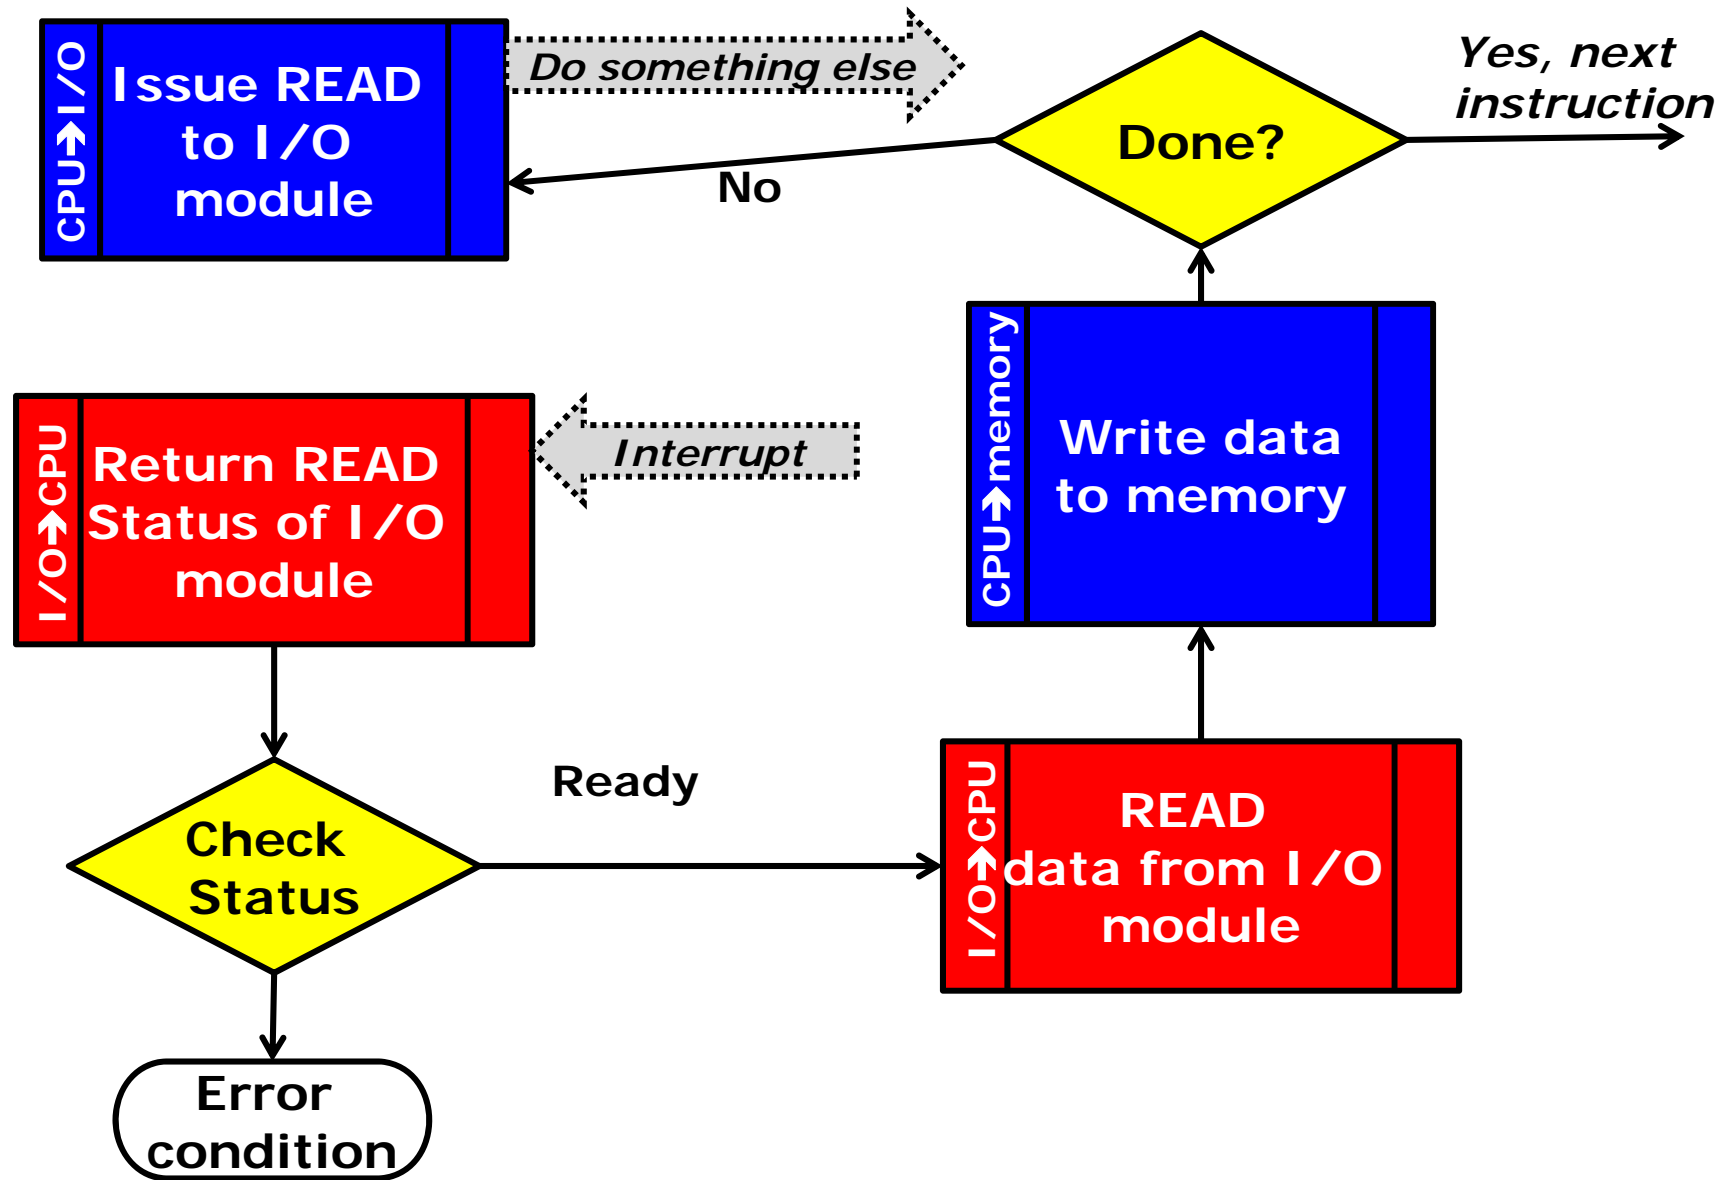 CPU➔I/O
Issue READ
to I/O
module
Do something else
Done?
Yes, next
instruction
No
CPU➔memory
Write data
to memory
I/O➔CPU
Return READ
Status of I/O
module
Interrupt
Check
Status
Ready
I/O➔CPU
READ
data from I/O
module
Error
condition